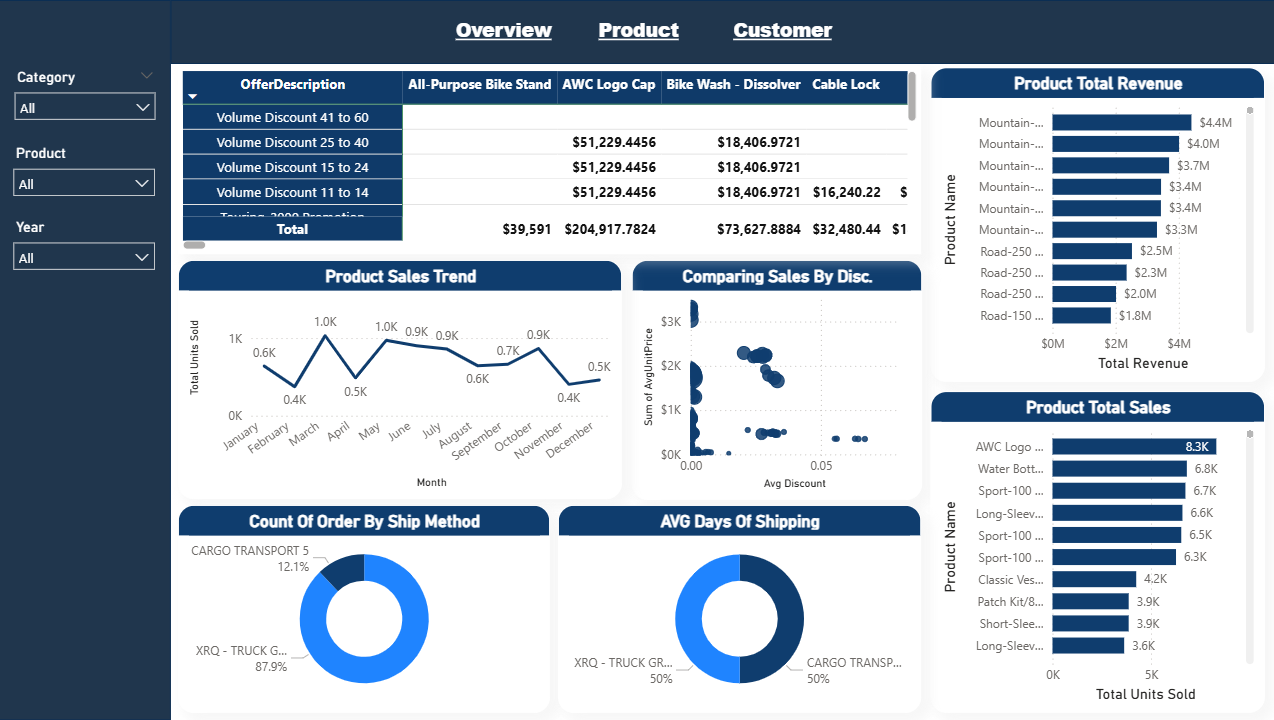 Overview Product Customer
Category
All
Product
All
Year
All
OfferDescription All-Purpose Bike Stand AWC Logo Cap Bike Wash - Dissolver Cable Lock
Volume Discount 41 to 60
Volume Discount 25 to 40 $51,229.4456 $18,406.9721
Volume Discount 15 to 24 $51,229.4456 $18,406.9721
Volume Discount 11 to 14 $51,229.4456 $18,406.9721 $16,240.22 $
Touring-3000 Promotion
Total $39,591 $204,917.7824 $73,627.8884 $32,480.44 $1
Product Sales Trend
Total Units Sold
1K
0K
0.6K
0.4K
1.0K
0.5K
1.0K
0.9K
0.9K
0.6K
0.7K
0.9K
0.4K
0.5K
January
February
March
April
May
June
July
August
September
October
November
December
Month
Comparing Sales By Disc.
Sum of AvgUnitPrice
$3K
$2K
$1K
$0K
0.00 0.05
Avg Discount
Count Of Order By Ship Method
CARGO TRANSPORT 5
12.1%
XRQ - TRUCK G...
87.9%
AVG Days Of Shipping
XRQ - TRUCK GR...
50%
CARGO TRANSP...
50%
Product Total Revenue
Product Name
Mountain-... $4.4M
Mountain-... $4.0M
Mountain-... $3.7M
Mountain-... $3.4M
Mountain-... $3.4M
Mountain-... $3.3M
Road-250 ... $2.5M
Road-250 ... $2.3M
Road-250 ... $2.0M
Road-150 ... $1.8M
$0M $2M $4M
Total Revenue
Product Total Sales
Product Name
AWC Logo ... 8.3K
Water Bott... 6.8K
Sport-100 ... 6.7K
Long-Sleev... 6.6K
Sport-100 ... 6.5K
Sport-100 ... 6.3K
Classic Ves... 4.2K
Patch Kit/8... 3.9K
Short-Slee... 3.9K
Long-Sleev... 3.6K
0K 5K
Total Units Sold